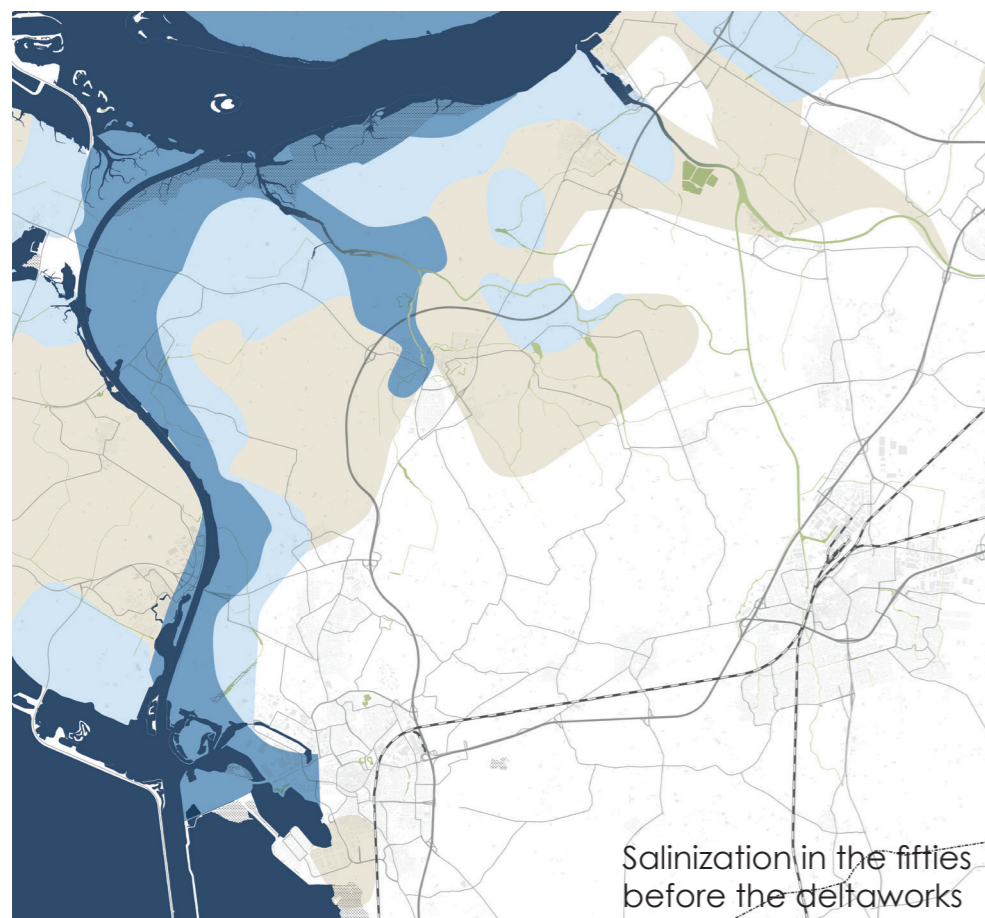 Salinization in the fifties
before the deltaworks